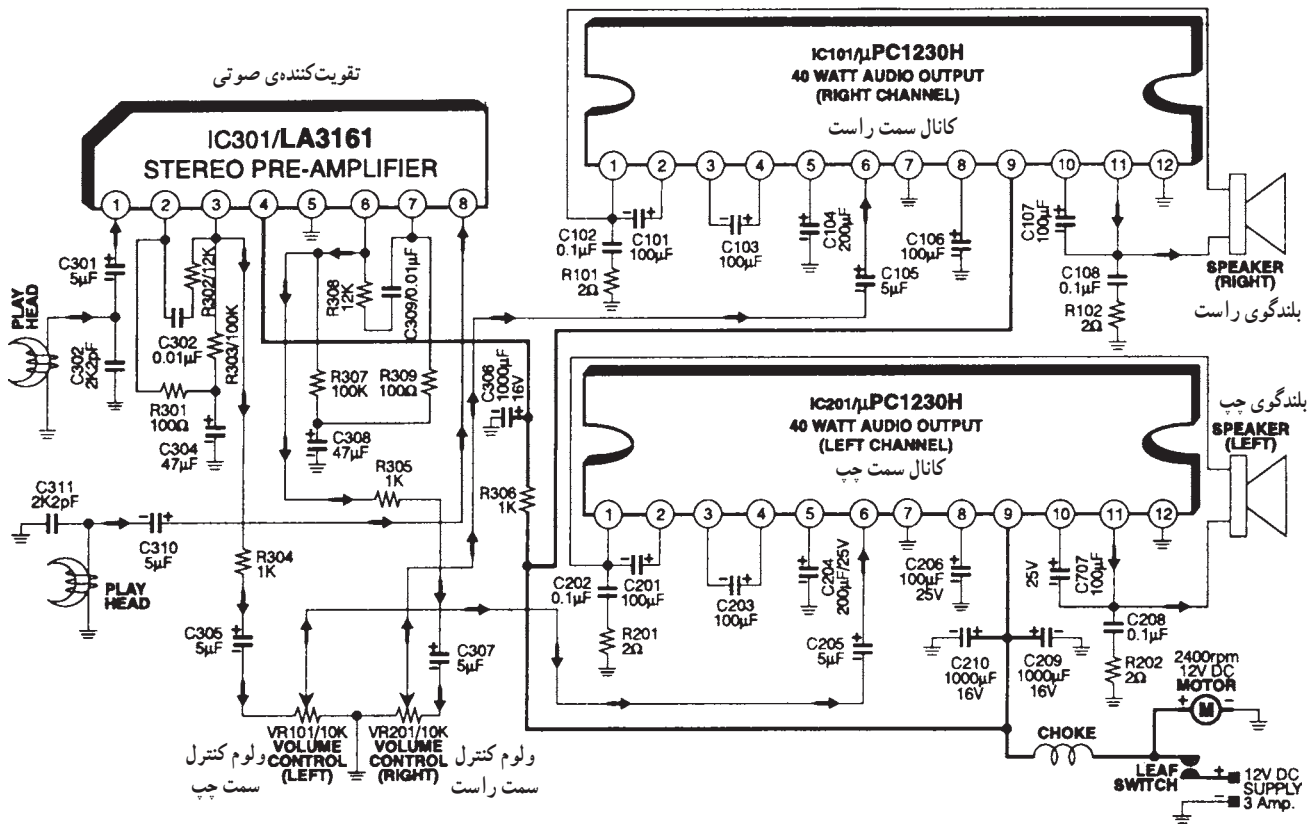 تقویت‌کننده‌ی صوتی
IC301/LA3161
STEREO PRE-AMPLIFIER
1 2 3 4 5 6 7 8
C301
5µF
PLAY
HEAD
C302
2K2pF
R302/12K
C302
0.01µF
R303/100K
R301
100Ω
C304
47µF
R308
12K
C309/0.01µF
R307
100K
R309
100Ω
C308
47µF
C306
1000µF
16V
R305
1K
R306
1K
C311
2K2pF
C310
5µF
PLAY
HEAD
R304
1K
C305
5µF
C307
5µF
VR101/10K
VOLUME
CONTROL
(LEFT)
ولوم کنترل
سمت چپ
VR201/10K
VOLUME
CONTROL
(RIGHT)
ولوم کنترل
سمت راست
IC101/µPC1230H
40 WATT AUDIO OUTPUT
(RIGHT CHANNEL)
کانال سمت راست
1 2 3 4 5 6 7 8 9 10 11 12
C102
0.1µF
C101
100µF
R101
2Ω
C103
100µF
C104
200µF
C105
5µF
C106
100µF
C107
100µF
C108
0.1µF
R102
2Ω
SPEAKER
(RIGHT)
بلندگوی راست
IC201/µPC1230H
40 WATT AUDIO OUTPUT
(LEFT CHANNEL)
کانال سمت چپ
بلندگوی چپ
SPEAKER
(LEFT)
1 2 3 4 5 6 7 8 9 10 11 12
C202
0.1µF
C201
100µF
R201
2Ω
C203
100µF
C204
200µF/25V
C205
5µF
C206
100µF
25V
25V
C707
100µF
C208
0.1µF
R202
2Ω
C210
1000µF
16V
C209
1000µF
16V
2400rpm
12V DC
MOTOR
M
CHOKE
LEAF
SWITCH
12V DC
SUPPLY
3 Amp.